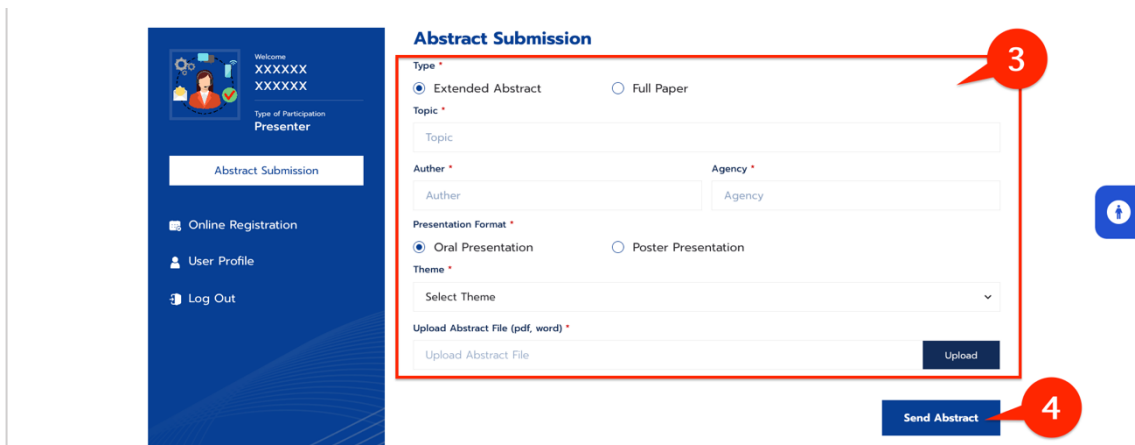 Welcome
XXXXXX
XXXXXX
Type of Participation
Presenter
Abstract Submission
Online Registration
User Profile
Log Out
Abstract Submission
Type *
Extended Abstract Full Paper
Topic *
Topic
Auther * Agency *
Auther Agency
Presentation Format *
Oral Presentation Poster Presentation
Theme *
Select Theme
Upload Abstract File (pdf, word) *
Upload Abstract File Upload
Send Abstract
3
4